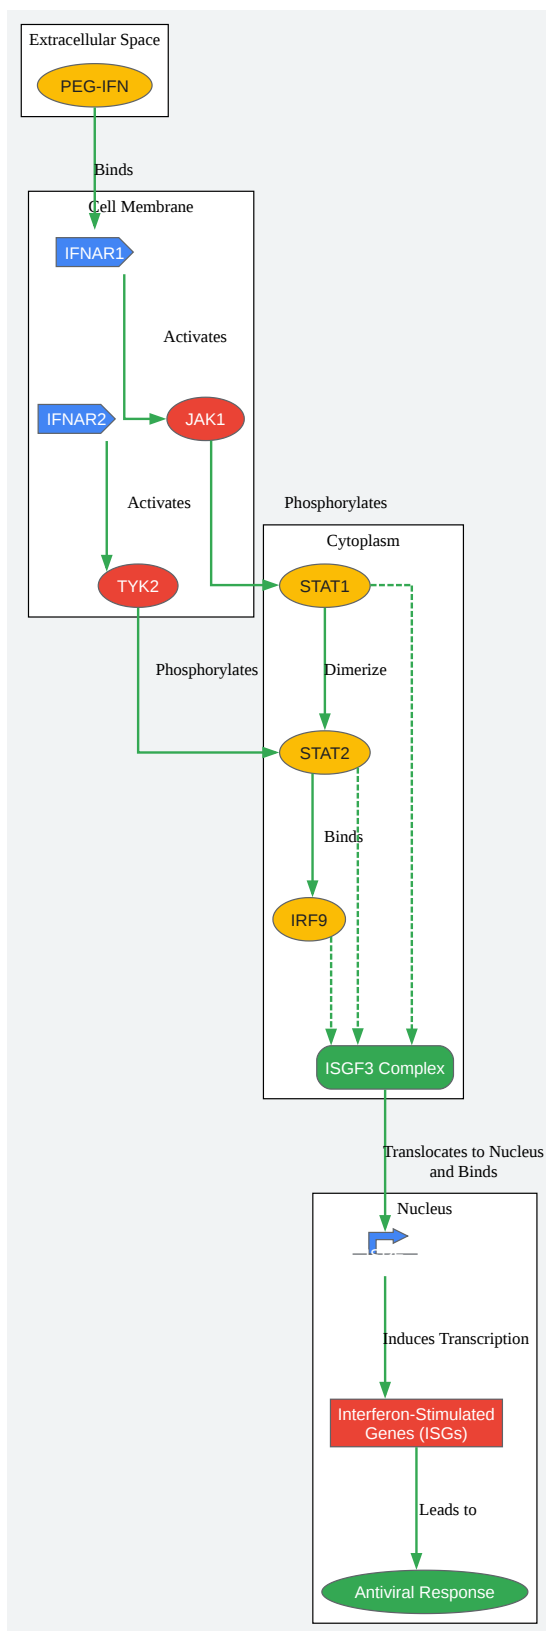 Extracellular Space
PEG-IFN
Binds
Cell Membrane
IFNAR1
Activates
IFNAR2
JAK1
Activates
Phosphorylates
Cytoplasm
TYK2
STAT1
Phosphorylates
Dimerize
STAT2
Binds
IRF9
ISGF3 Complex
Translocates to Nucleus
and Binds
Nucleus
Induces Transcription
Interferon-Stimulated
Genes (ISGs)
Leads to
Antiviral Response